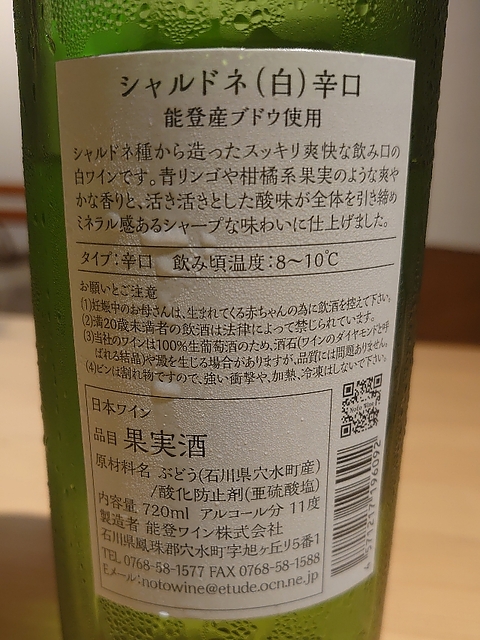 シャルドネ(白)辛口
能登産ブドウ使用
シャルドネ種から造ったスッキリ爽快な飲み口の
白ワインです。青リンゴや柑橘系果実のような爽や
かな香りと、活き活きとした酸味が全体を引き締め
ミネラル感あるシャープな味わいに仕上げました。
タイプ:辛口 飲み頃温度:8〜10℃
お願いとご注意
(1)妊娠中のお母さんは、生まれてくる赤ちゃんの為に飲酒を控えて下さい。
(2)満20歳未満者の飲酒は法律によって禁じられています。
(3)当社のワインは100%生葡萄酒のため、酒石(ワインのダイヤモンドと呼
ばれる結晶)や澱を生じる場合がありますが、品質には問題ありません。
(4)ビンは割れ物ですので、強い衝撃や、加熱、冷凍はしないで下さい。
日本ワイン
品目 果実酒
原材料名 ぶどう(石川県穴水町産)
/酸化防止剤(亜硫酸塩)
内容量 720ml アルコール分 11度
製造者 能登ワイン株式会社
石川県鳳珠郡穴水町字旭ヶ丘り5番1
TEL 0768-58-1577 FAX 0768-58-1588
Eメール:notowine@etude.ocn.ne.jp
Noto Wine
4571217196092